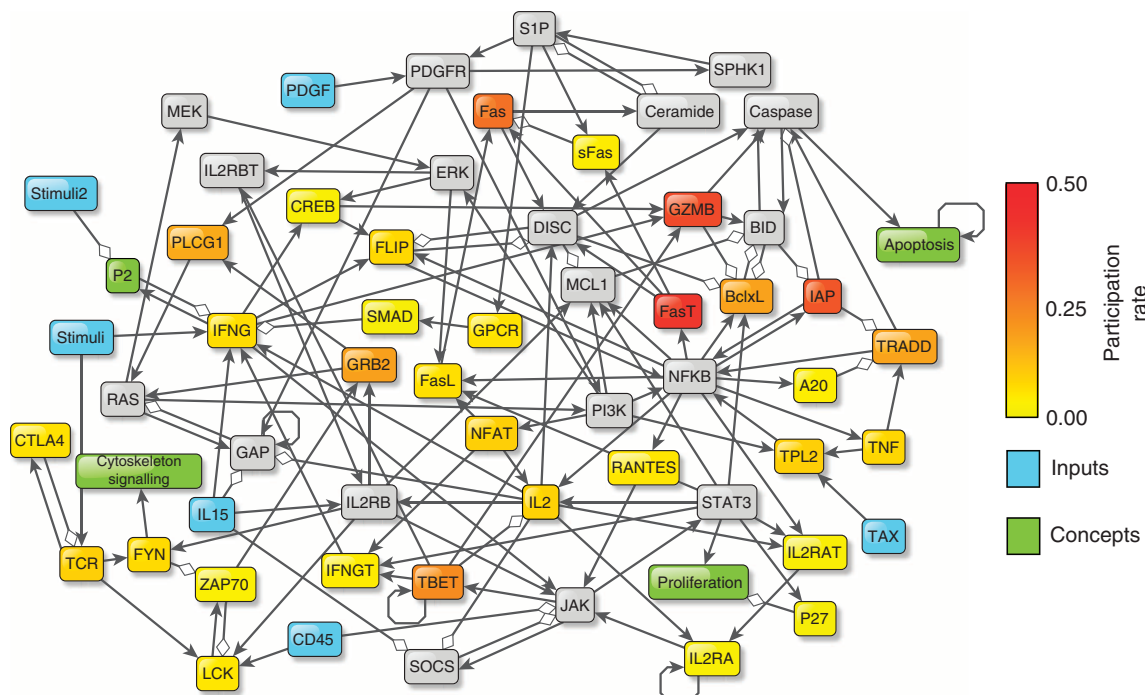 S1P
PDGFR
SPHK1
PDGF
MEK
Fas
Ceramide
Caspase
sFas
IL2RBT
ERK
Stimuli2
CREB
GZMB
DISC
BID
PLCG1
FLIP
Apoptosis
P2
MCL1
BclxL
IAP
FasT
SMAD
GPCR
Stimuli
IFNG
TRADD
GRB2
NFKB
FasL
A20
RAS
PI3K
NFAT
CTLA4
GAP
TNF
Cytoskeleton
signalling
RANTES
TPL2
IL15
IL2RB
IL2
STAT3
TAX
TCR
FYN
IL2RAT
ZAP70
IFNGT
TBET
Proliferation
JAK
P27
CD45
SOCS
IL2RA
LCK
0.50
0.25
0.00
Participation
rate
Inputs
Concepts